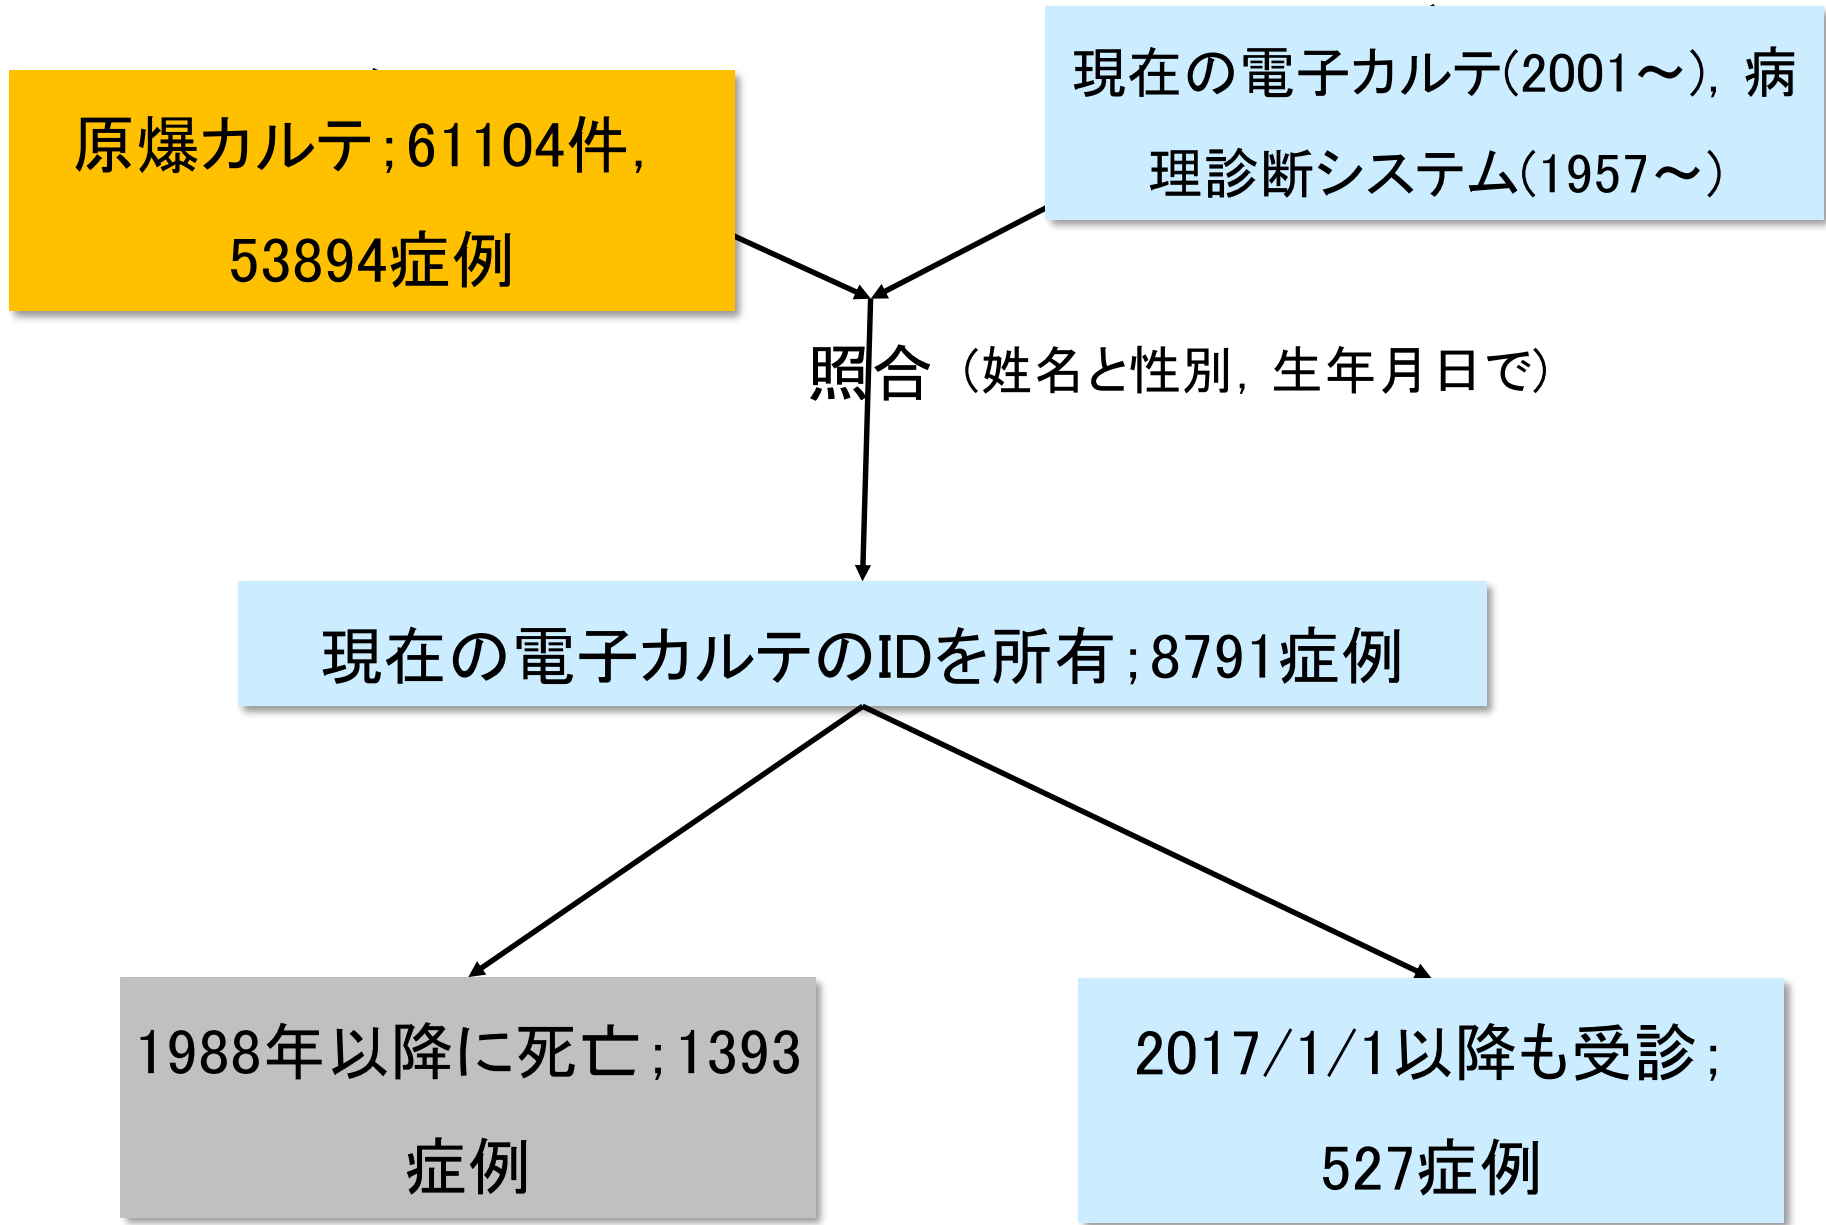 原爆カルテ;61104件,
53894症例
現在の電子カルテ(2001～), 病
理診断システム(1957～)
照合 (姓名と性別, 生年月日で)
現在の電子カルテのIDを所有;8791症例
1988年以降に死亡;1393
症例
2017/1/1以降も受診;
527症例